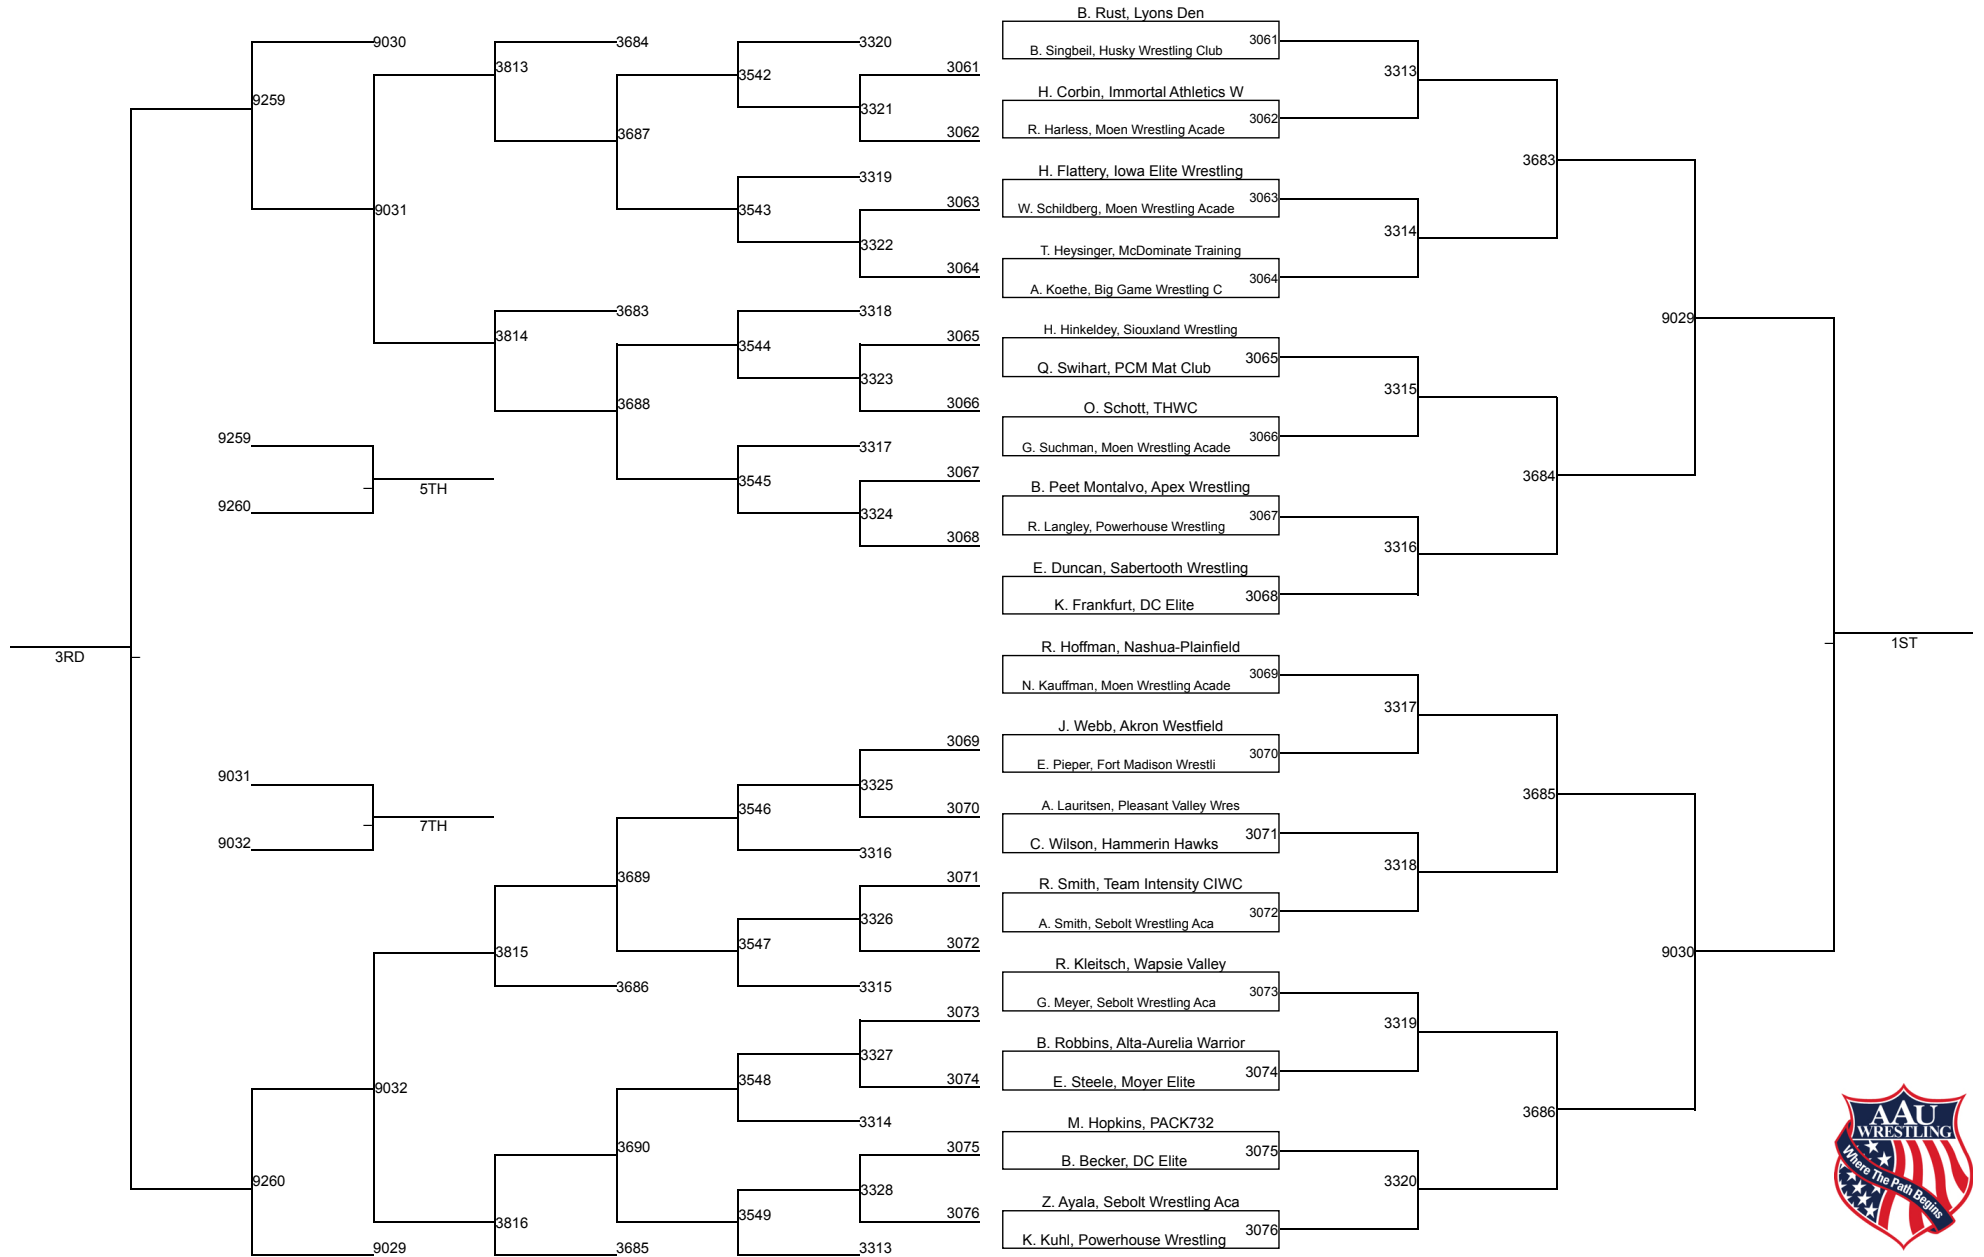 B. Rust, Lyons Den
9030
3684
3320
3061
B. Singbeil, Husky Wrestling Club
3813
3061
3313
3542
H. Corbin, Immortal Athletics W
9259
3321
3062
3687
3062
R. Harless, Moen Wrestling Acade
3683
H. Flattery, Iowa Elite Wrestling
3319
3063
3063
W. Schildberg, Moen Wrestling Acade
9031
3543
3314
3322
T. Heysinger, McDominate Training
3064
3064
A. Koethe, Big Game Wrestling C
3683
3318
9029
H. Hinkeldey, Siouxland Wrestling
3814
3065
3544
3065
Q. Swihart, PCM Mat Club
3323
3315
3688
3066
O. Schott, THWC
9259
3066
3317
G. Suchman, Moen Wrestling Acade
3067
3684
3545
B. Peet Montalvo, Apex Wrestling
5TH
9260
3324
3067
R. Langley, Powerhouse Wrestling
3068
3316
E. Duncan, Sabertooth Wrestling
3068
K. Frankfurt, DC Elite
R. Hoffman, Nashua-Plainfield
1ST
3RD
3069
N. Kauffman, Moen Wrestling Acade
3317
J. Webb, Akron Westfield
3069
3070
E. Pieper, Fort Madison Wrestli
9031
3325
3685
A. Lauritsen, Pleasant Valley Wres
3546
3070
7TH
3071
9032
C. Wilson, Hammerin Hawks
3316
3318
3689
3071
R. Smith, Team Intensity CIWC
3326
3072
A. Smith, Sebolt Wrestling Aca
3547
3072
3815
9030
R. Kleitsch, Wapsie Valley
3686
3315
3073
G. Meyer, Sebolt Wrestling Aca
3073
3319
B. Robbins, Alta-Aurelia Warrior
3327
3548
3074
3074
E. Steele, Moyer Elite
9032
3686
M. Hopkins, PACK732
3314
3690
3075
3075
B. Becker, DC Elite
9260
3328
3320
Z. Ayala, Sebolt Wrestling Aca
3549
3076
3816
3076
K. Kuhl, Powerhouse Wrestling
9029
3685
3313
AAU
WRESTLING
Where The Path Begins